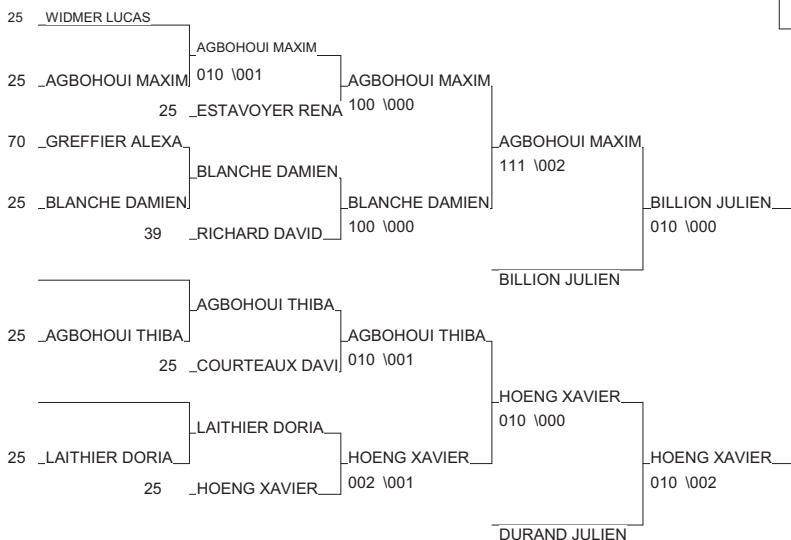 25 WIDMER LUCAS
AGBOHOUI MAXIM
25 AGBOHOUI MAXIM 010 \001 AGBOHOUI MAXIM
25 ESTAVOYER RENA 100 \000
70 GREFFIER ALEXA AGBOHOUI MAXIM
BLANCHE DAMIEN 111 \002
25 BLANCHE DAMIEN BLANCHE DAMIEN BILLION JULIEN
39 RICHARD DAVID 100 \000 010 \000
BILLION JULIEN
AGBOHOUI THIBA
25 AGBOHOUI THIBA AGBOHOUI THIBA
25 COURTEAUX DAVI 010 \001
HOENG XAVIER
010 \000
LAITHIER DORIA
25 LAITHIER DORIA HOENG XAVIER HOENG XAVIER
25 HOENG XAVIER 002 \001 010 \002
DURAND JULIEN